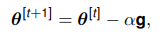 θ^[t+1] = θ^[t] − αg,